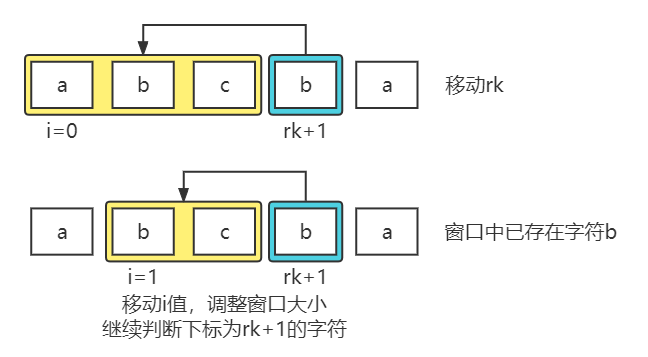 a b c b a 移动rk
i=0 rk+1
a b c b a 窗口中已存在字符b
i=1 rk+1
移动i值，调整窗口大小
继续判断下标为rk+1的字符